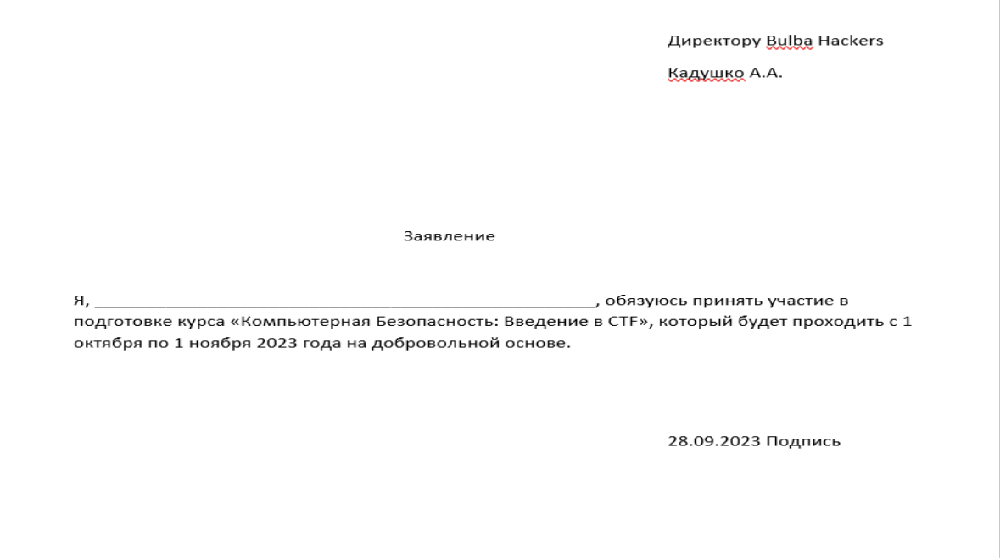 Директору Bulba Hackers
Кадушко А.А.
Заявление
Я, _________________________________________________, обязуюсь принять участие в
подготовке курса «Компьютерная Безопасность: Введение в CTF», который будет проходить с 1
октября по 1 ноября 2023 года на добровольной основе.
28.09.2023 Подпись